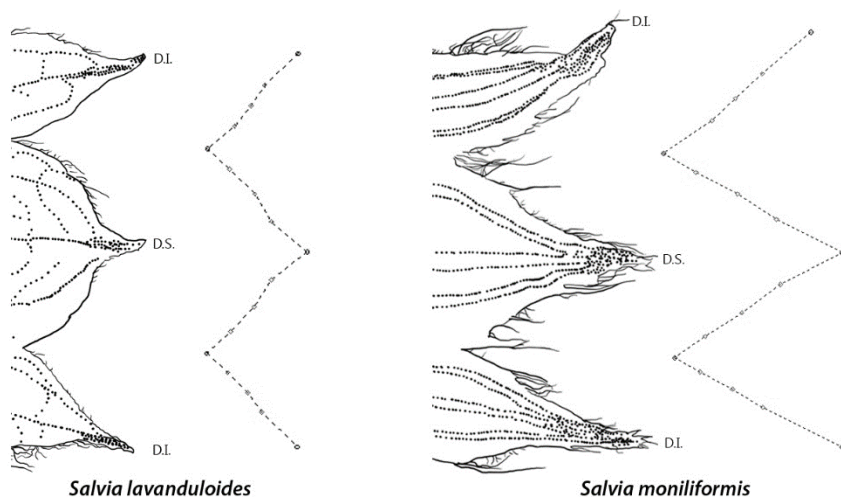 D.I.
D.S.
D.I.
Salvia lavanduloides
D.I.
D.S.
D.I.
Salvia moniliformis